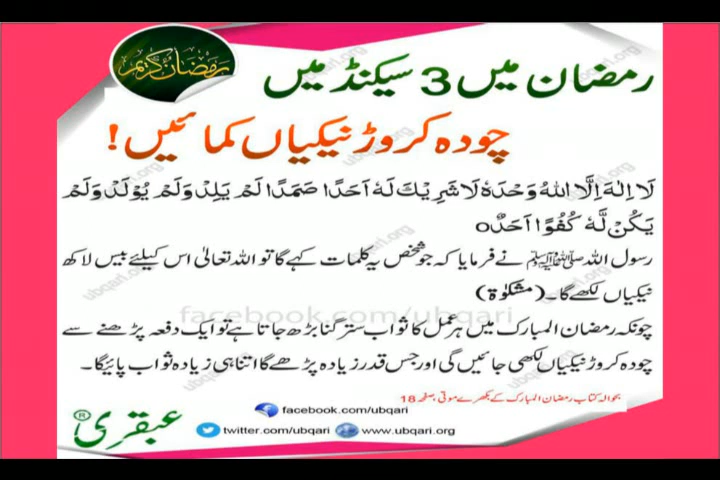 رمضان کریم
رمضان میں 3 سیکنڈ میں
چودہ کروڑ نیکیاں کمائیں!
لَا اِلٰہَ اِلَّا اللہُ وَحْدَہٗ لَا شَرِیْکَ لَہٗ اَحَدًا صَمَدًا لَمْ یَلِدْ وَلَمْ یُوْلَدْ وَلَمْ
یَکُنْ لَّہٗ کُفُوًا اَحَدٌ o
رسول اللہ ﷺ نے فرمایا کہ جو شخص یہ کلمات کہے گا تو اللہ تعالیٰ اس کیلئے بیس لاکھ
نیکیاں لکھے گا۔ (مشکوٰۃ)
facebook.com/ubqari
چونکہ رمضان المبارک میں ہر عمل کا ثواب ستر گنا بڑھ جاتا ہے تو ایک دفعہ پڑھنے سے
چودہ کروڑ نیکیاں لکھی جائیں گی اور جس قدر زیادہ پڑھے گا اتنا ہی زیادہ ثواب پائیگا۔
بحوالہ کتاب رمضان المبارک کے بکھرے موتی، صفحہ 18
facebook.com/ubqari
twitter.com/ubqari www.ubqari.org
عبقری ®
ubqari.org